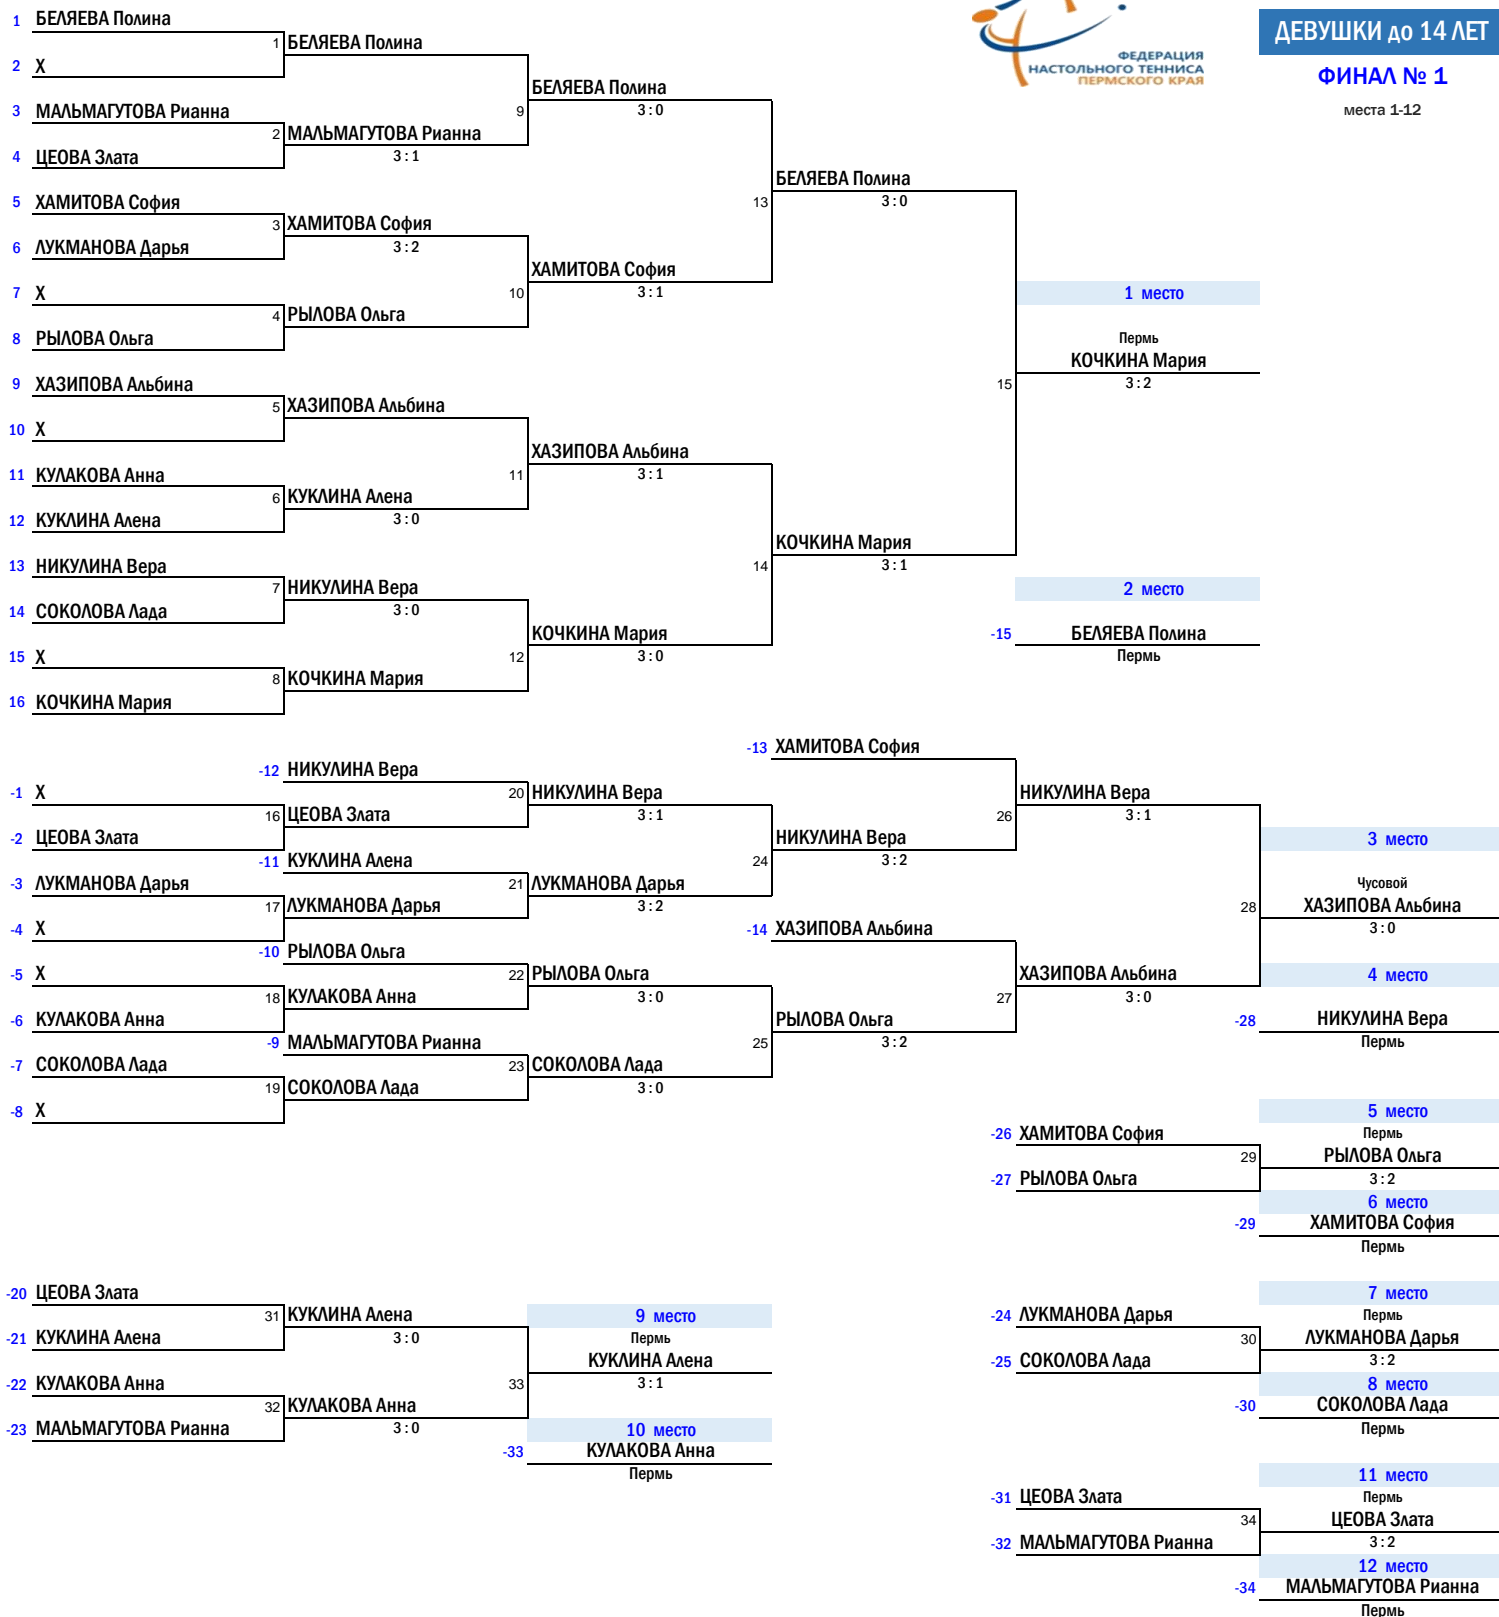 ФЕДЕРАЦИЯ
НАСТОЛЬНОГО ТЕННИСА
ПЕРМСКОГО КРАЯ
ДЕВУШКИ до 14 ЛЕТ
ФИНАЛ № 1
места 1-12
1 БЕЛЯЕВА Полина
1 БЕЛЯЕВА Полина
2 X
БЕЛЯЕВА Полина
9 3 : 0
3 МАЛЬМАГУТОВА Рианна
2 МАЛЬМАГУТОВА Рианна
3 : 1
4 ЦЕОВА Злата
БЕЛЯЕВА Полина
13 3 : 0
5 ХАМИТОВА София
3 ХАМИТОВА София
3 : 2
6 ЛУКМАНОВА Дарья
ХАМИТОВА София
10 3 : 1
7 X
4 РЫЛОВА Ольга
8 РЫЛОВА Ольга
1 место
Пермь
КОЧКИНА Мария
15 3 : 2
9 ХАЗИПОВА Альбина
5 ХАЗИПОВА Альбина
10 X
ХАЗИПОВА Альбина
11 3 : 1
11 КУЛАКОВА Анна
6 КУКЛИНА Алена
3 : 0
12 КУКЛИНА Алена
КОЧКИНА Мария
14 3 : 1
13 НИКУЛИНА Вера
7 НИКУЛИНА Вера
3 : 0
14 СОКОЛОВА Лада
КОЧКИНА Мария
12 3 : 0
15 X
8 КОЧКИНА Мария
16 КОЧКИНА Мария
2 место
-15 БЕЛЯЕВА Полина
Пермь
-13 ХАМИТОВА София
-12 НИКУЛИНА Вера
-1 X
20 НИКУЛИНА Вера
3 : 1
16 ЦЕОВА Злата
-2 ЦЕОВА Злата
НИКУЛИНА Вера
26 3 : 1
НИКУЛИНА Вера
24 3 : 2
-11 КУКЛИНА Алена
-3 ЛУКМАНОВА Дарья
21 ЛУКМАНОВА Дарья
3 : 2
17 ЛУКМАНОВА Дарья
-4 X
3 место
Чусовой
28 ХАЗИПОВА Альбина
3 : 0
-14 ХАЗИПОВА Альбина
-10 РЫЛОВА Ольга
-5 X
22 РЫЛОВА Ольга
3 : 0
18 КУЛАКОВА Анна
-6 КУЛАКОВА Анна
ХАЗИПОВА Альбина
27 3 : 0
4 место
-28 НИКУЛИНА Вера
Пермь
РЫЛОВА Ольга
25 3 : 2
-9 МАЛЬМАГУТОВА Рианна
-7 СОКОЛОВА Лада
23 СОКОЛОВА Лада
3 : 0
19 СОКОЛОВА Лада
-8 X
5 место
-26 ХАМИТОВА София
Пермь
29 РЫЛОВА Ольга
-27 РЫЛОВА Ольга
3 : 2
6 место
-29 ХАМИТОВА София
Пермь
-20 ЦЕОВА Злата
31 КУКЛИНА Алена
3 : 0
-21 КУКЛИНА Алена
9 место
Пермь
КУКЛИНА Алена
33 3 : 1
-22 КУЛАКОВА Анна
32 КУЛАКОВА Анна
3 : 0
-23 МАЛЬМАГУТОВА Рианна
10 место
-33 КУЛАКОВА Анна
Пермь
7 место
-24 ЛУКМАНОВА Дарья
Пермь
30 ЛУКМАНОВА Дарья
-25 СОКОЛОВА Лада
3 : 2
8 место
-30 СОКОЛОВА Лада
Пермь
11 место
-31 ЦЕОВА Злата
Пермь
34 ЦЕОВА Злата
-32 МАЛЬМАГУТОВА Рианна
3 : 2
12 место
-34 МАЛЬМАГУТОВА Рианна
Пермь